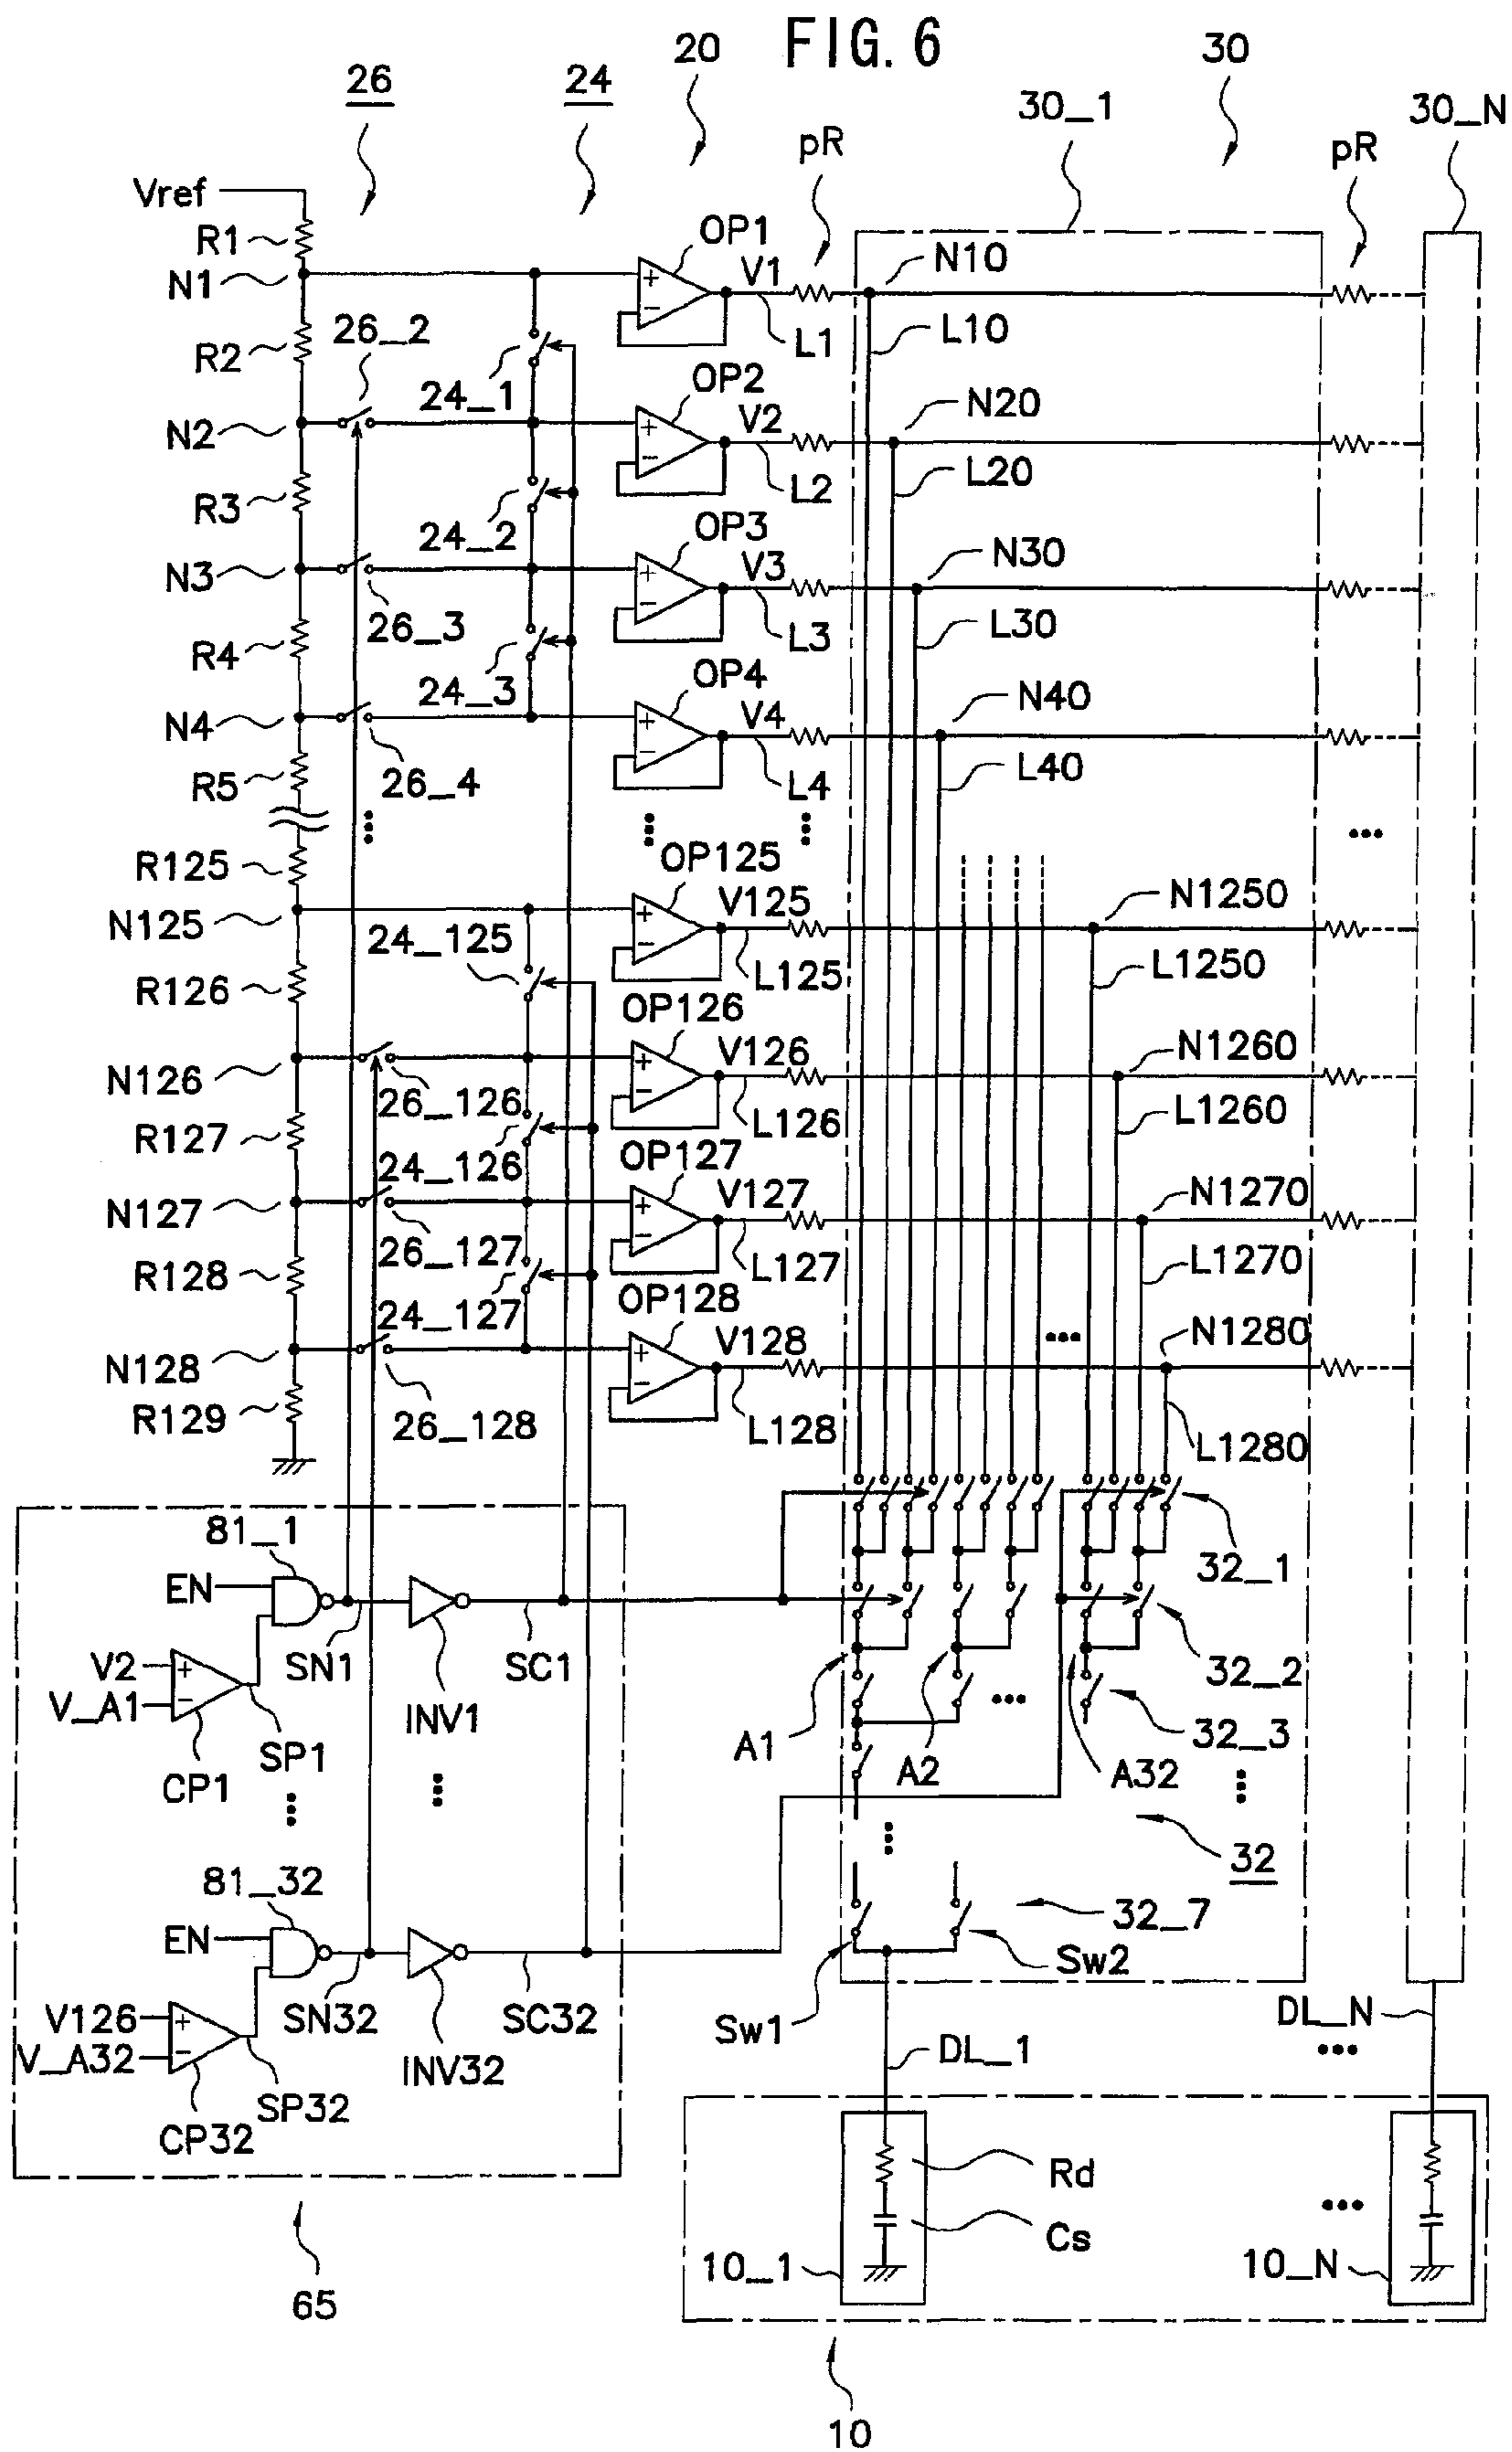 FIG. 6
20
30
26
24
30_1
30_N
pR
pR
Vref
R1
OP1
V1
N10
N1
L1
L10
R2
26_2
24_1
OP2
V2
N20
N2
L2
L20
R3
24_2
OP3
V3
N30
N3
26_3
L3
L30
R4
24_3
OP4
V4
N40
N4
26_4
L4
L40
R5
R125
OP125
V125
N1250
N125
24_125
L125
L1250
R126
OP126
V126
N1260
N126
26_126
L126
L1260
R127
24_126
OP127
V127
N1270
N127
26_127
L127
L1270
R128
24_127
OP128
V128
N1280
N128
26_128
L128
L1280
R129
81_1
EN
SN1
SC1
32_1
V2
V_A1
INV1
32_2
SP1
CP1
A1
A2
A32
32_3
32
81_32
EN
SN32
SC32
32_7
Sw1
Sw2
V126
V_A32
INV32
DL_1
DL_N
SP32
CP32
Rd
Cs
10_1
10_N
65
10